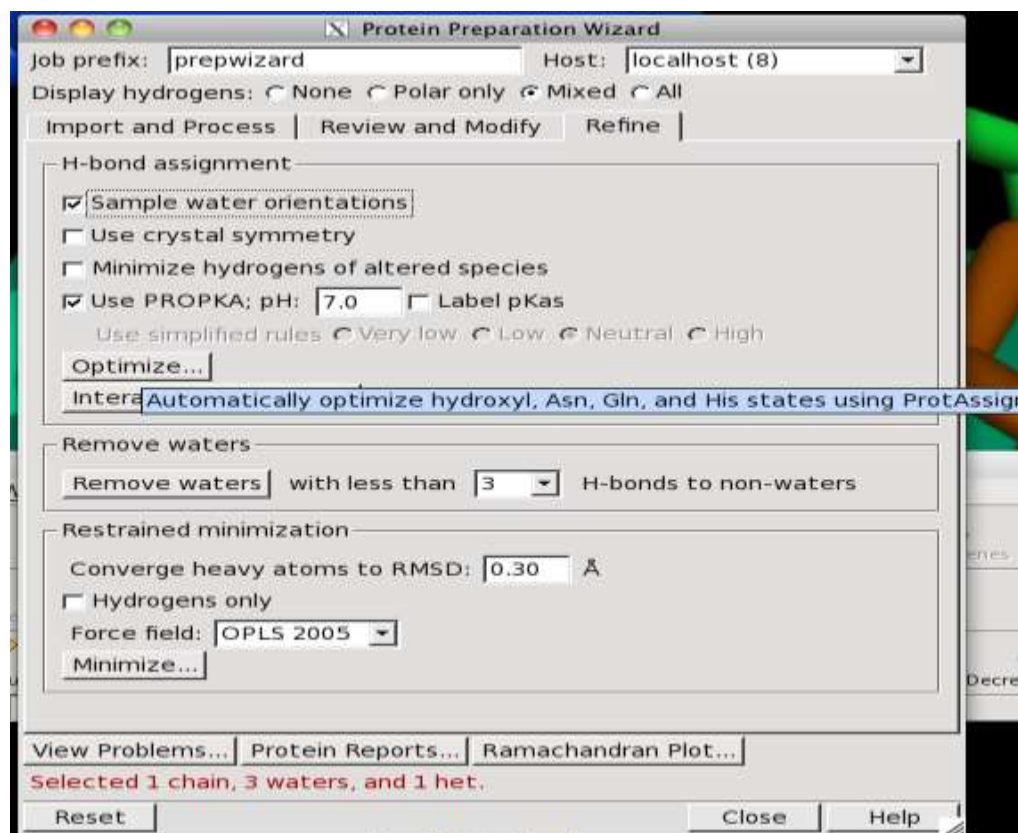 Protein Preparation Wizard
Job prefix: prepwizard Host: localhost (8)
Display hydrogens: None Polar only Mixed All
Import and Process Review and Modify Refine
H-bond assignment
Sample water orientations
Use crystal symmetry
Minimize hydrogens of altered species
Use PROPKA; pH: 7.0 Label pKas
Use simplified rules Very low Low Neutral High
Optimize...
Intera
Automatically optimize hydroxyl, Asn, Gln, and His states using ProtAssign
Remove waters
Remove waters with less than 3 H-bonds to non-waters
Restrained minimization
Converge heavy atoms to RMSD: 0.30 Å
Hydrogens only
Force field: OPLS 2005
Minimize...
Decre
View Problems... Protein Reports... Ramachandran Plot...
Selected 1 chain, 3 waters, and 1 het.
Reset Close Help